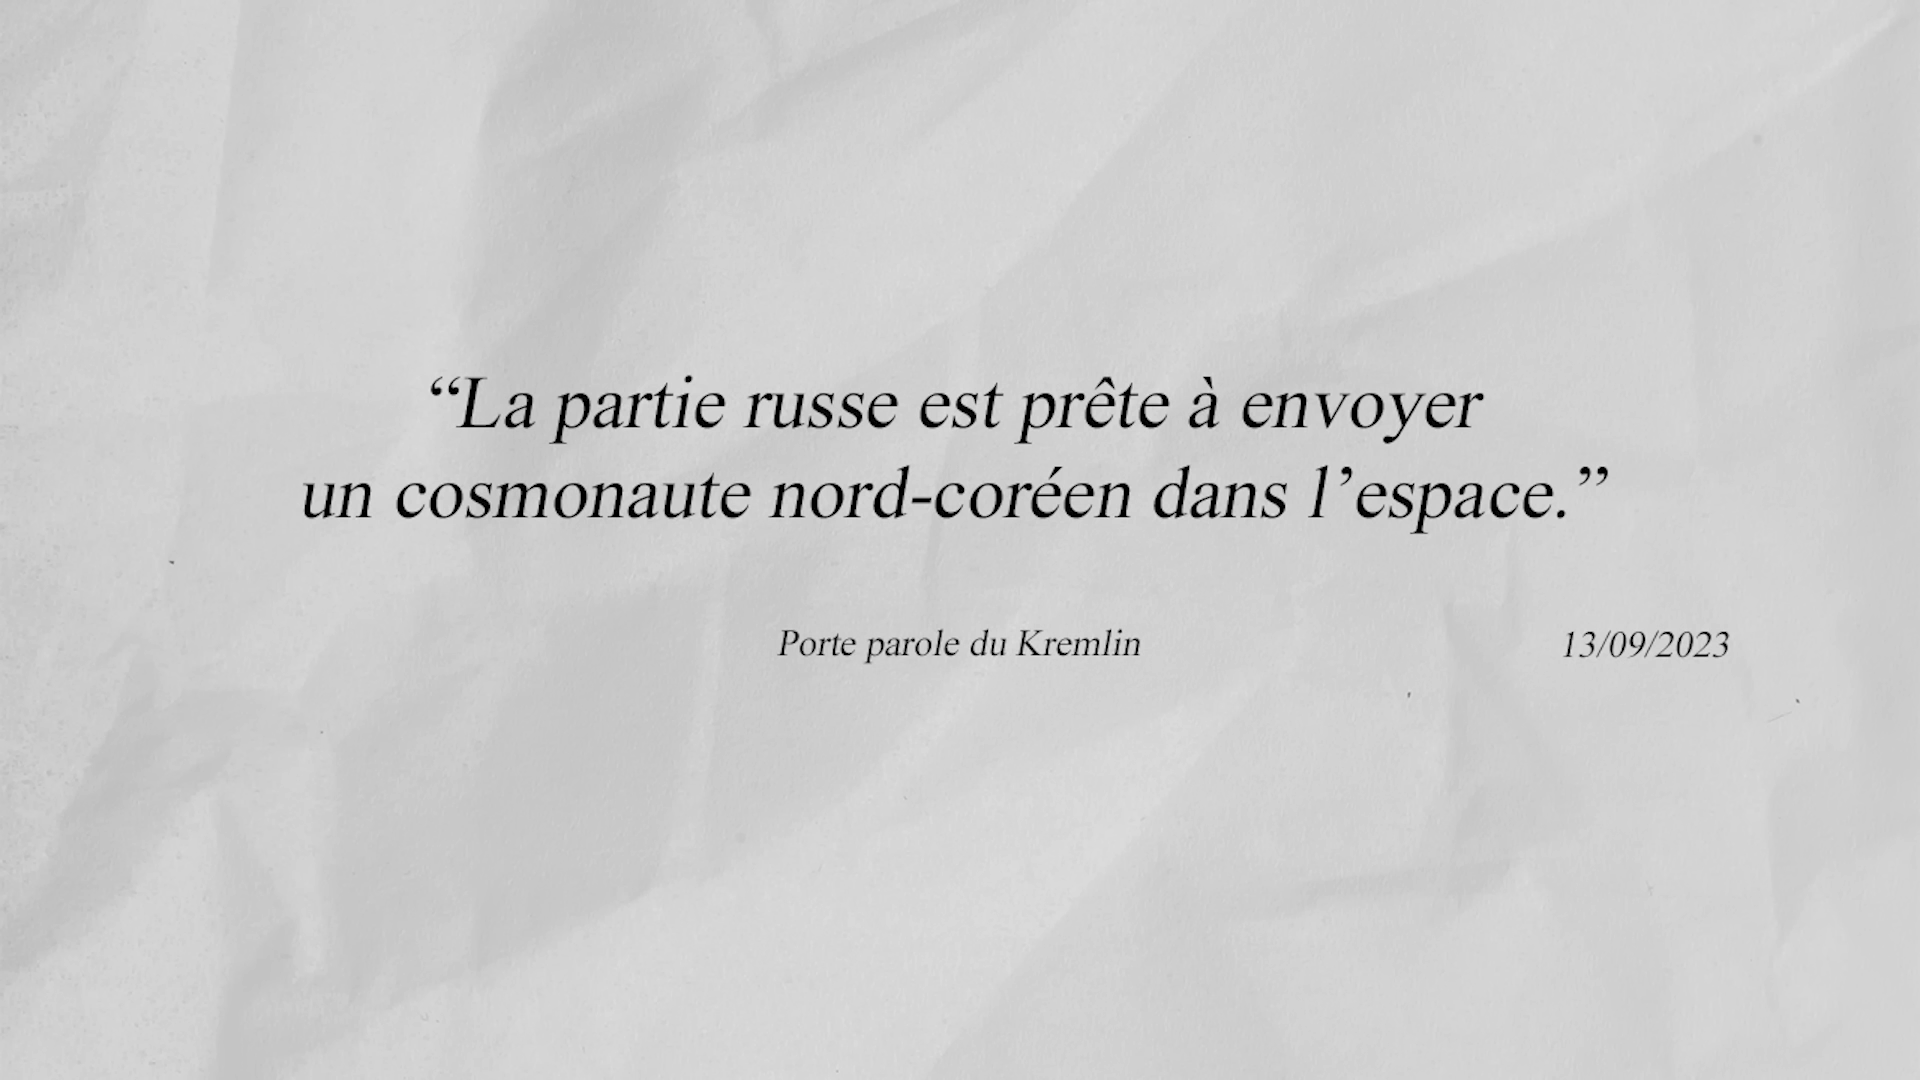 “La partie russe est prête à envoyer
un cosmonaute nord-coréen dans l’espace.”
Porte parole du Kremlin
13/09/2023